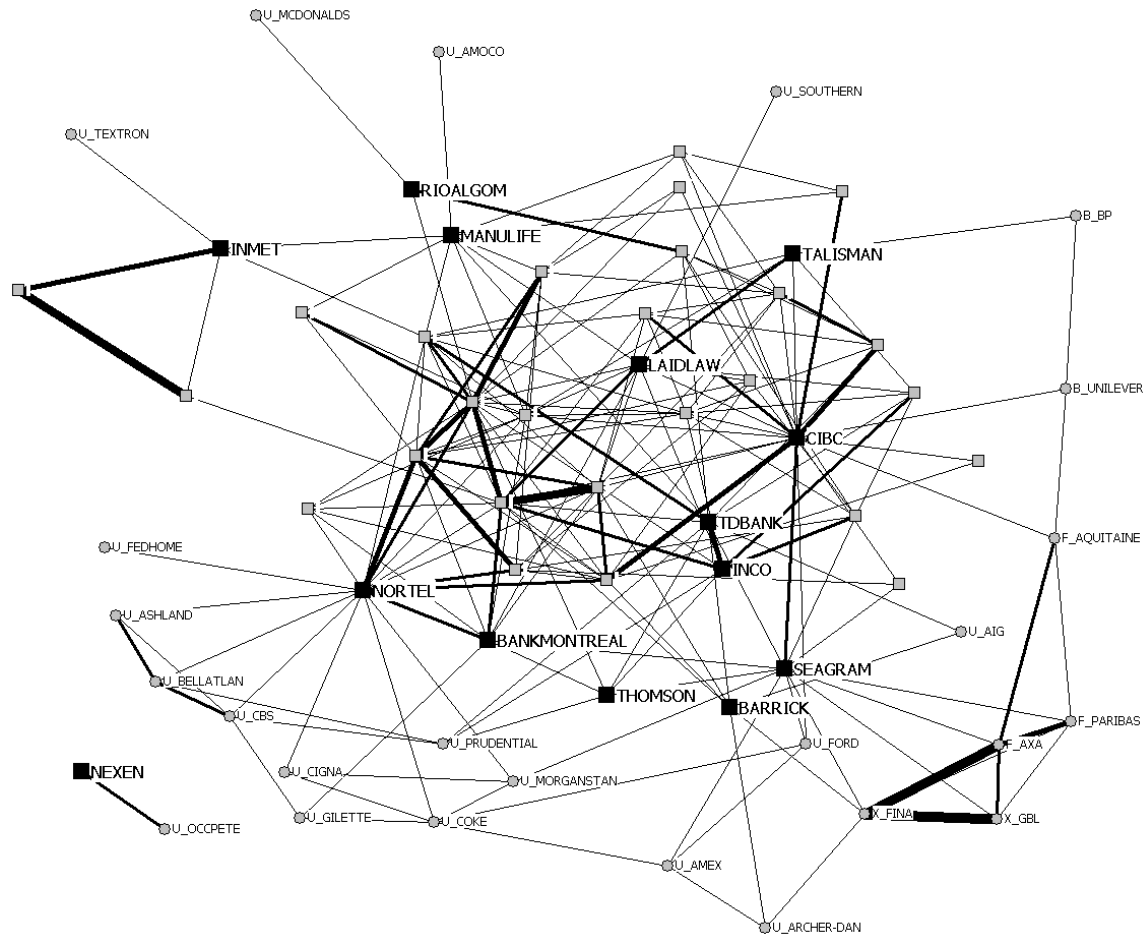 U_MCDONALDS
U_AMOCO
U_SOUTHERN
U_TEXTRON
RIOALGOM
B_BP
MANULIFE
INMET
TALISMAN
LAIDLAW
B_UNILEVER
CIBC
TDBANK
F_AQUITAINE
U_FEDHOME
INCO
NORTEL
U_ASHLAND
U_AIG
BANKMONTREAL
SEAGRAM
U_BELLATLAN
THOMSON
BARRICK
U_CBS
F_PARIBAS
U_PRUDENTIAL
U_FORD
F_AXA
NEXEN
U_CIGNA
U_MORGANSTAN
X_FINA
U_GILETTE
U_COKE
X_GBL
U_OCCPETE
U_AMEX
U_ARCHER-DAN